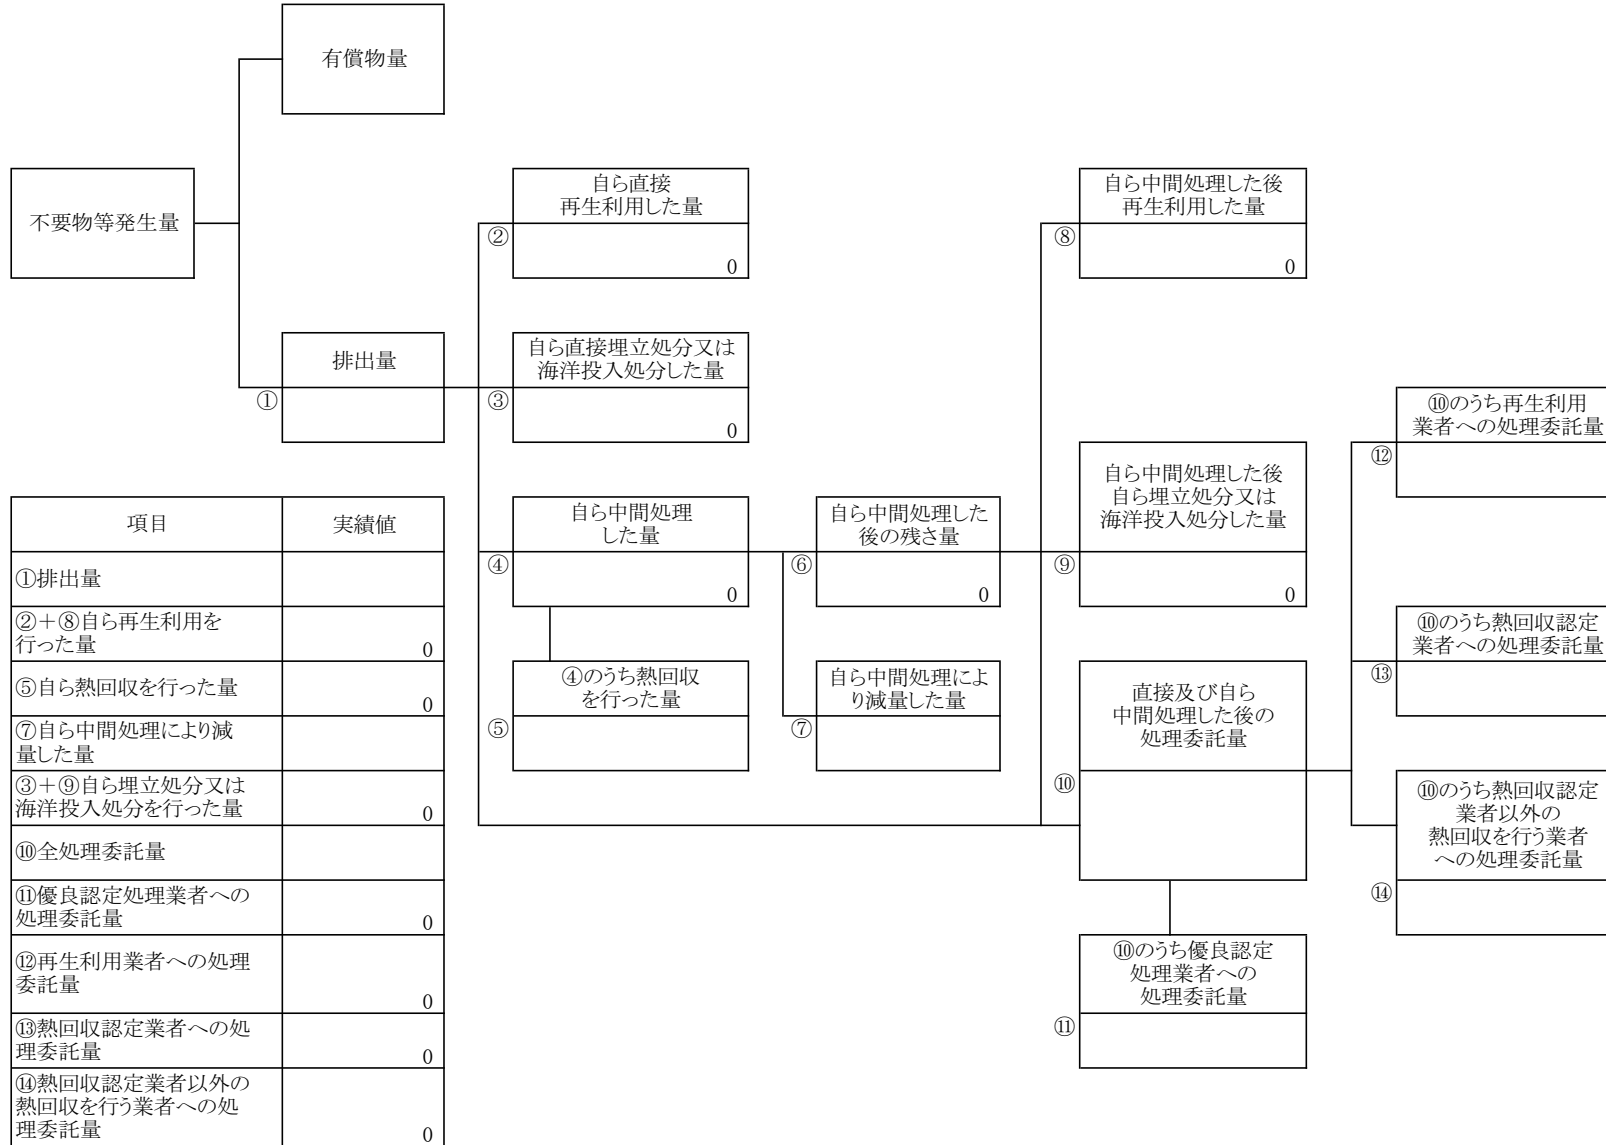 有償物量
不要物等発生量
自ら直接
再生利用した量
②
0
自ら中間処理した後
再生利用した量
⑧
0
排出量
①
自ら直接埋立処分又は
海洋投入処分した量
③
0
⑩のうち再生利用
業者への処理委託量
⑫
自ら中間処理
した量
④
0
自ら中間処理した
後の残さ量
⑥
0
自ら中間処理した後
自ら埋立処分又は
海洋投入処分した量
⑨
0
⑩のうち熱回収認定
業者への処理委託量
⑬
④のうち熱回収
を行った量
⑤
自ら中間処理によ
り減量した量
⑦
直接及び自ら
中間処理した後の
処理委託量
⑩
⑩のうち熱回収認定
業者以外の
熱回収を行う業者
への処理委託量
⑭
⑩のうち優良認定
処理業者への
処理委託量
⑪
項目
実績値
①排出量
②＋⑧自ら再生利用を
行った量
0
⑤自ら熱回収を行った量
0
⑦自ら中間処理により減
量した量
③＋⑨自ら埋立処分又は
海洋投入処分を行った量
0
⑩全処理委託量
⑪優良認定処理業者への
処理委託量
0
⑫再生利用業者への処理
委託量
0
⑬熱回収認定業者への処
理委託量
0
⑭熱回収認定業者以外の
熱回収を行う業者への処
理委託量
0